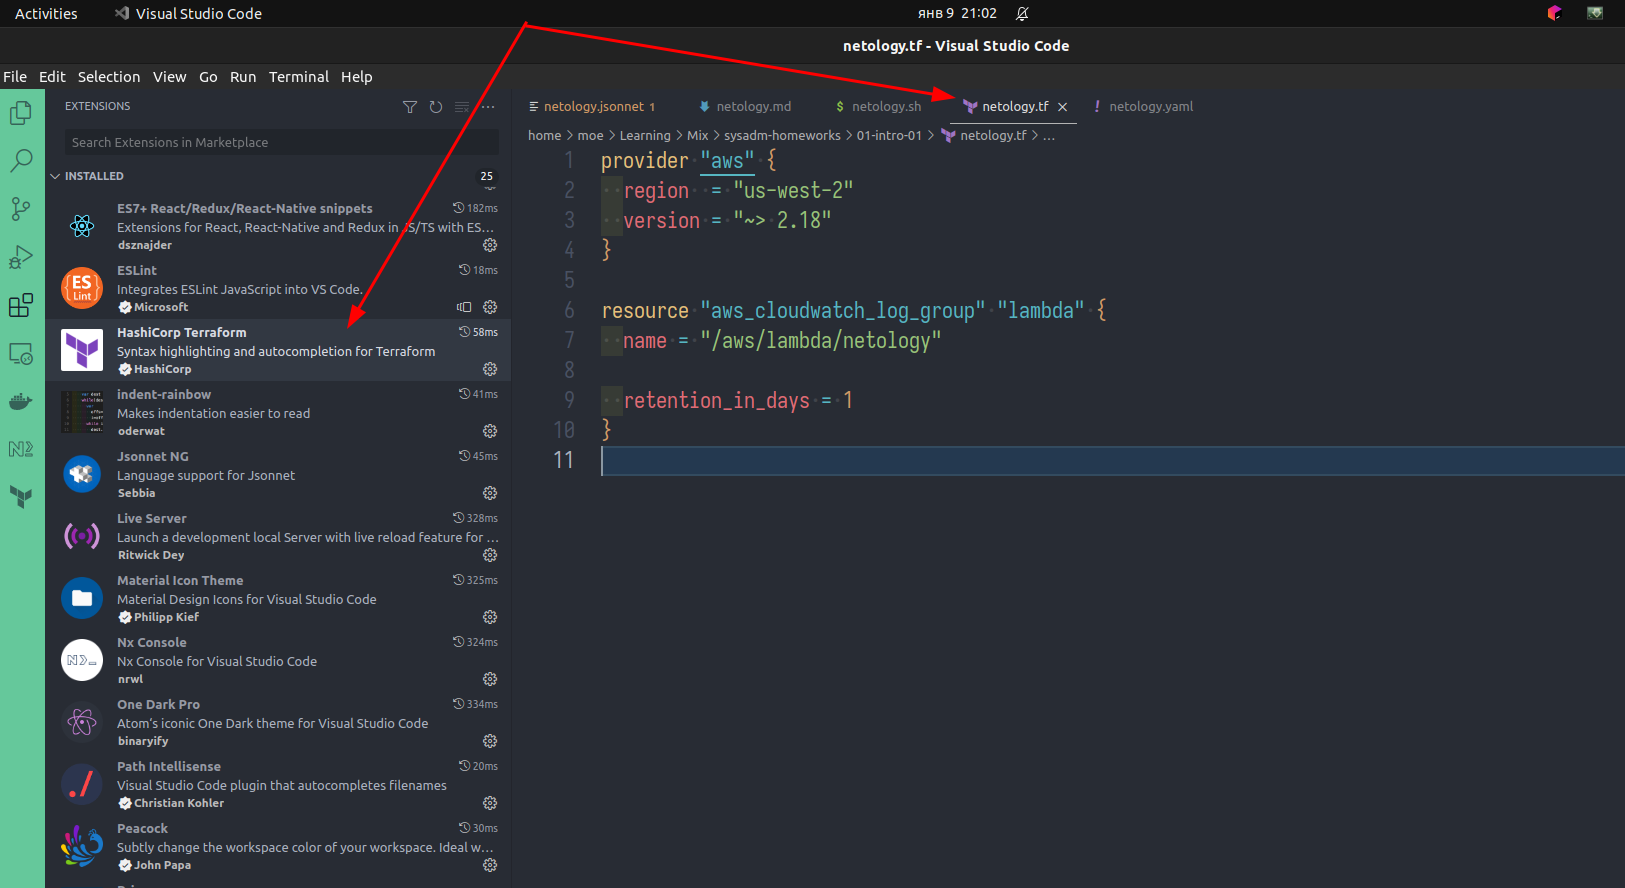 Activities Visual Studio Code янв 9 21:02
netology.tf - Visual Studio Code
File Edit Selection View Go Run Terminal Help
EXTENSIONS
Search Extensions in Marketplace
INSTALLED 25
ES7+ React/Redux/React-Native snippets 182ms
Extensions for React, React-Native and Redux in JS/TS with ES...
dsznajder
ESLint 18ms
Integrates ESLint JavaScript into VS Code.
Microsoft
HashiCorp Terraform 58ms
Syntax highlighting and autocompletion for Terraform
HashiCorp
indent-rainbow 41ms
Makes indentation easier to read
oderwat
Jsonnet NG 45ms
Language support for Jsonnet
Sebbia
Live Server 328ms
Launch a development local Server with live reload feature for ...
Ritwick Dey
Material Icon Theme 325ms
Material Design Icons for Visual Studio Code
Philipp Kief
Nx Console 324ms
Nx Console for Visual Studio Code
nrwl
One Dark Pro 334ms
Atom's iconic One Dark theme for Visual Studio Code
binaryify
Path Intellisense 20ms
Visual Studio Code plugin that autocompletes filenames
Christian Kohler
Peacock 30ms
Subtly change the workspace color of your workspace. Ideal w...
John Papa
netology.jsonnet 1 netology.md $ netology.sh netology.tf ! netology.yaml
home > moe > Learning > Mix > sysadm-homeworks > 01-intro-01 > netology.tf > ...
1 provider "aws" {
2 region = "us-west-2"
3 version = "~> 2.18"
4 }
5
6 resource "aws_cloudwatch_log_group" "lambda" {
7 name = "/aws/lambda/netology"
8
9 retention_in_days = 1
10 }
11